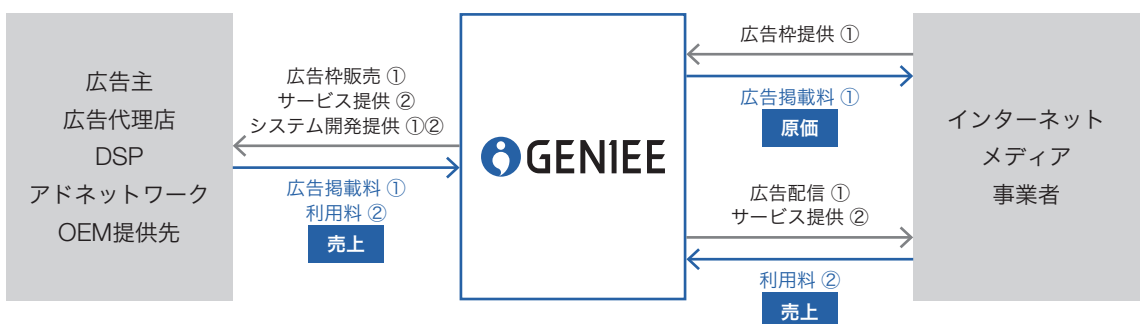 広告主
広告代理店
DSP
アドネットワーク
OEM提供先
広告枠販売 ①
サービス提供 ②
システム開発提供 ①②
広告掲載料 ①
利用料 ②
売上
GENIEE
広告枠提供 ①
広告掲載料 ①
原価
広告配信 ①
サービス提供 ②
利用料 ②
売上
インターネット
メディア
事業者